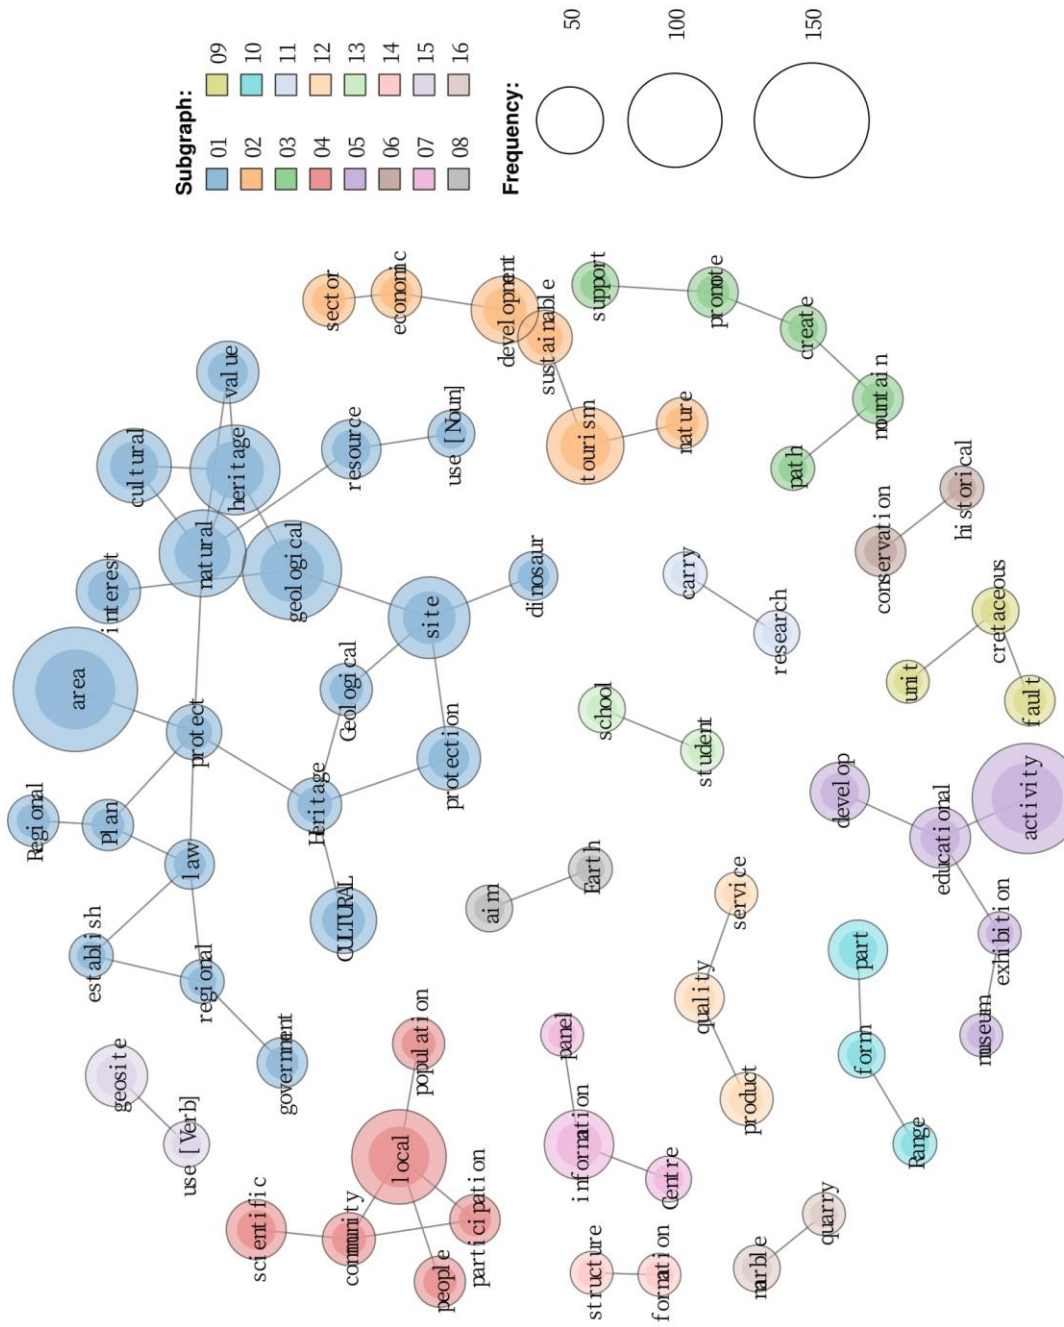 Subgraph:
01
02
03
04
05
06
07
08
09
10
11
12
13
14
15
16
Frequency:
50
100
150
sector
economic
development
sustainable
tourism
nature
support
promote
create
mountain
path
value
cultural
heritage
resource
use [Noun]
natural
interest
geological
site
dinosaur
area
protect
Geological
protection
Heritage
CULTURAL
Regional
Plan
law
establish
regional
government
geosite
use [Verb]
carry
research
conservation
historical
cretaceous
unit
fault
school
student
aim
Earth
develop
educational
activity
exhibition
museum
service
quality
product
part
form
Range
population
local
scientific
community
participation
people
panel
information
Centre
structure
formation
marble
quarry